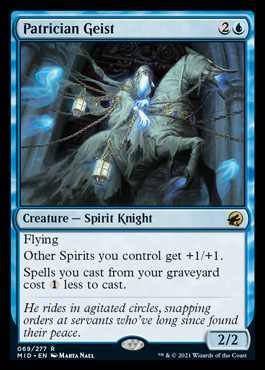 Patrician Geist 2
Creature — Spirit Knight
Flying
Other Spirits you control get +1/+1.
Spells you cast from your graveyard
cost 1 less to cast.
He rides in agitated circles, snapping
orders at servants who've long since found
their peace.
2/2
069/277 R
MID • EN MARTA NAEL
™ & © 2021 Wizards of the Coast